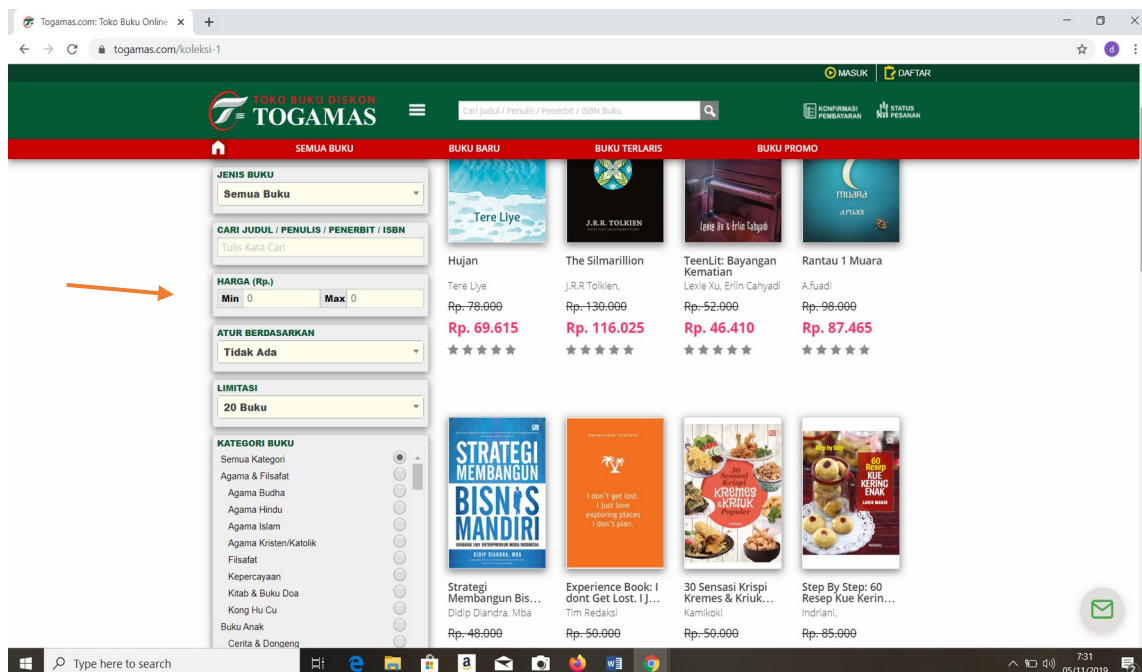 Togamas.com: Toko Buku Online
togamas.com/koleksi-1
d
MASUK
DAFTAR
TOKO BUKU DISKON
TOGAMAS
Cari Judul / Penulis / Penerbit / ISBN Buku
KONFIRMASI PEMBAYARAN
STATUS PESANAN
SEMUA BUKU
BUKU BARU
BUKU TERLARIS
BUKU PROMO
JENIS BUKU
Semua Buku
CARI JUDUL / PENULIS / PENERBIT / ISBN
Tulis Kata Cari
HARGA (Rp.)
Min 0 Max 0
ATUR BERDASARKAN
Tidak Ada
LIMITASI
20 Buku
KATEGORI BUKU
Semua Kategori
Agama & Filsafat
Agama Budha
Agama Hindu
Agama Islam
Agama Kristen/Katolik
Filsafat
Kepercayaan
Kitab & Buku Doa
Kong Hu Cu
Buku Anak
Cerita & Dongeng
Tere Liye
Hujan
Tere Liye
Rp. 78.000
Rp. 69.615
J.R.R. TOLKIEN
The Silmarillion
J.R.R Tolkien,
Rp. 130.000
Rp. 116.025
Lexie Xu & Erlin Cahyadi
TeenLit: Bayangan
Kematian
Lexie Xu, Erlin Cahyadi
Rp. 52.000
Rp. 46.410
muara
a.fuadi
Rantau 1 Muara
A.fuadi
Rp. 98.000
Rp. 87.465
STRATEGI
MEMBANGUN
BISNIS
MANDIRI
DIDIP DIANDRA, MBA
Strategi
Membangun Bis...
Didip Diandra, Mba
Rp. 48.000
I don't get lost,
I just love
exploring places
I don't plan.
Experience Book: I
dont Get Lost. I J...
Tim Redaksi
Rp. 50.000
30
Sensasi
Krispi
KREMES
& KRIUK
Populer
30 Sensasi Krispi
Kremes & Kriuk...
Kamikoki
Rp. 50.000
Step by Step
60
Resep
KUE
KERING
ENAK
LARIS MANIS
Step By Step: 60
Resep Kue Kerin...
Indriani,
Rp. 85.000
Type here to search
7:31
05/11/2019